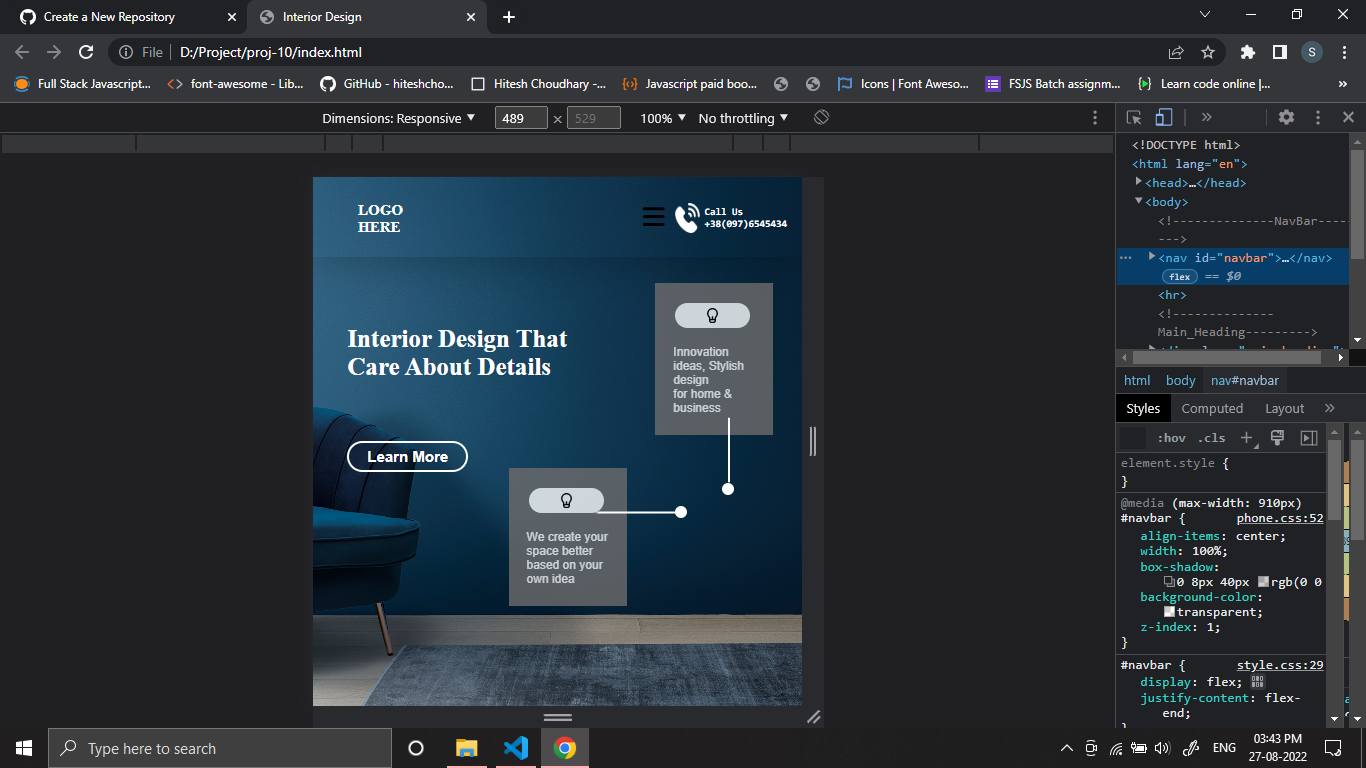 Create a New Repository
Interior Design
File
D:/Project/proj-10/index.html
S
Full Stack Javascript...
font-awesome - Lib...
GitHub - hiteshcho...
Hitesh Choudhary -...
Javascript paid boo...
Icons | Font Aweso...
FSJS Batch assignm...
Learn code online |...
»
Dimensions: Responsive
489
×
529
100%
No throttling
LOGO
HERE
Call Us
+38(097)6545434
Interior Design That
Care About Details
Innovation
ideas, Stylish
design
for home &
business
Learn More
We create your
space better
based on your
own idea
<!DOCTYPE html>
<html lang="en">
<head>…</head>
<body>
<!--------------NavBar-----
--->
<nav id="navbar">…</nav>
flex == $0
<hr>
<!--------------
Main_Heading--------->
html
body
nav#navbar
Styles
Computed
Layout
»
:hov
.cls
element.style {
}
@media (max-width: 910px)
#navbar {
phone.css:52
align-items: center;
width: 100%;
box-shadow:
0 8px 40px rgb(0 0
background-color:
transparent;
z-index: 1;
}
#navbar {
style.css:29
display: flex;
justify-content: flex-
end;
Type here to search
ENG
03:43 PM
27-08-2022